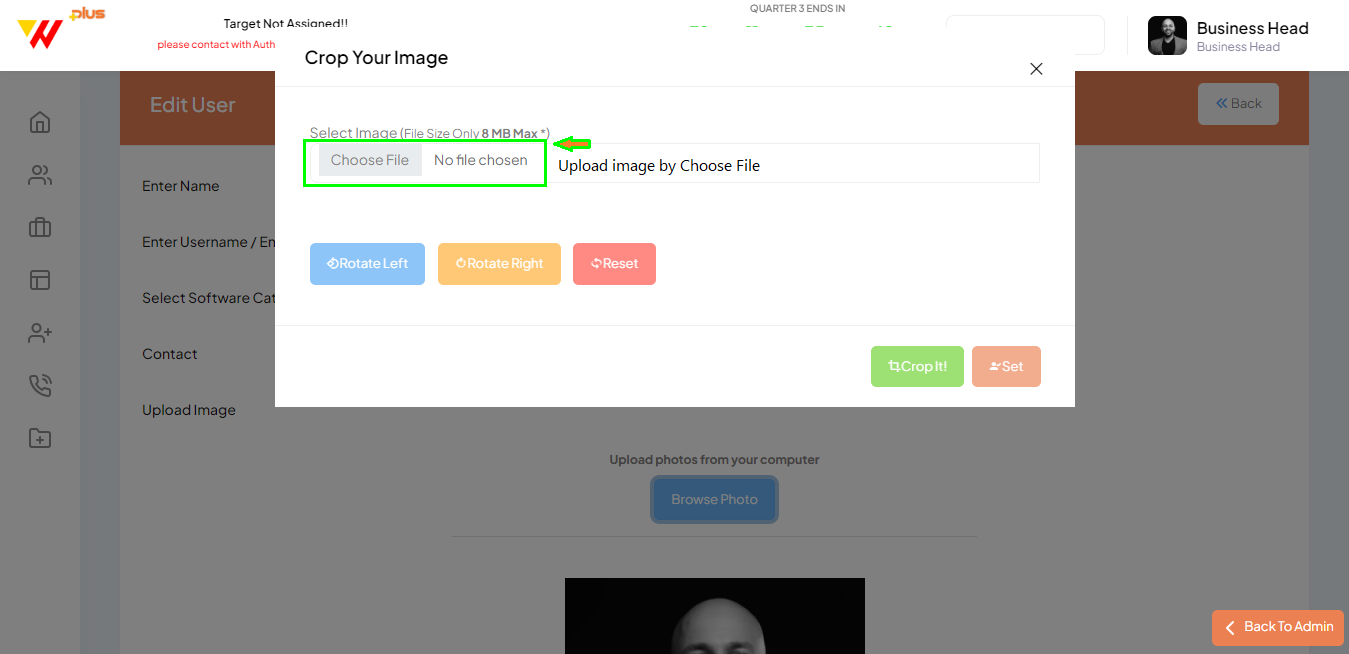 plus
Target Not Assigned!!
please contact with Auth
QUARTER 3 ENDS IN
Business Head
Business Head
Crop Your Image
Edit User
Back
Select Image (File Size Only 8 MB Max *)
Choose File No file chosen
Upload image by Choose File
Enter Name
Enter Username / En
Rotate Left
Rotate Right
Reset
Select Software Cat
Contact
Crop It!
Set
Upload Image
Upload photos from your computer
Browse Photo
Back To Admin